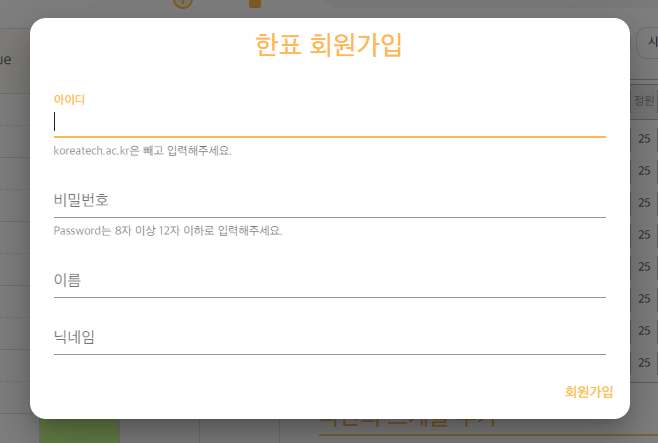 한표 회원가입
아이디
koreatech.ac.kr은 빼고 입력해주세요.
비밀번호
Password는 8자 이상 12자 이하로 입력해주세요.
이름
닉네임
회원가입
ue
시
정원
25
25
25
25
25
25
25
25